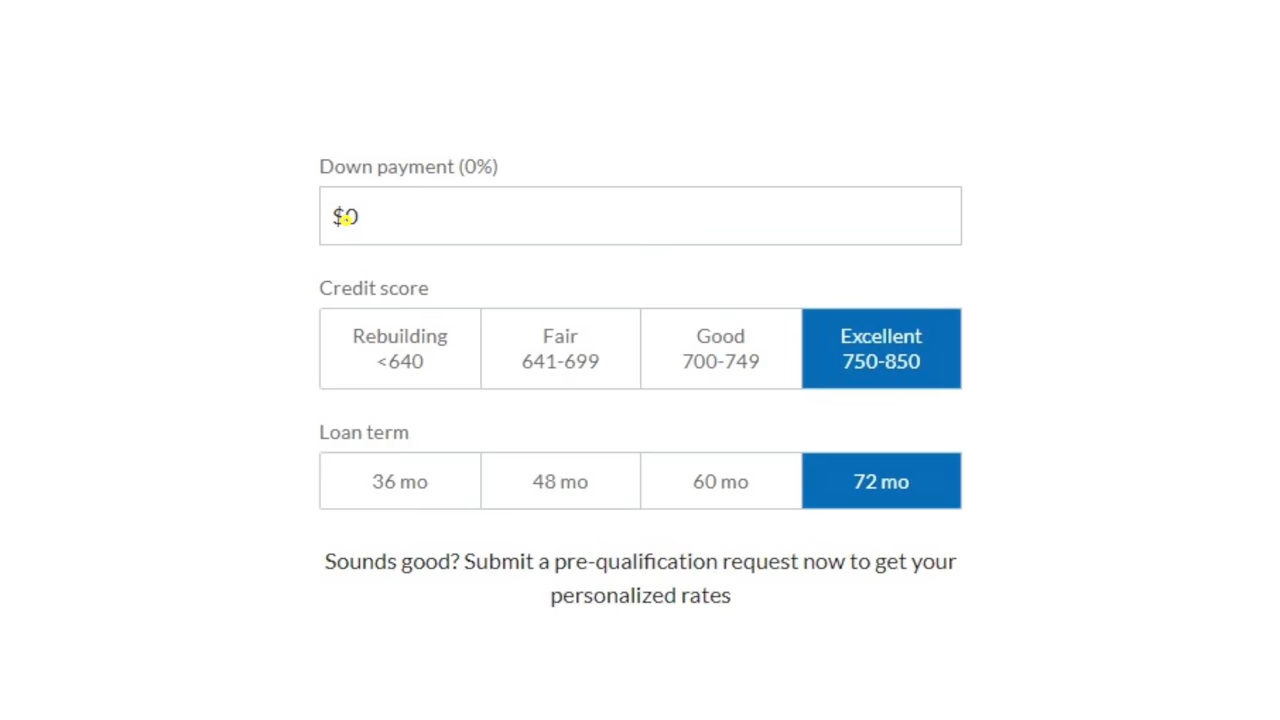 Down payment (0%)
$0
Credit score
Rebuilding
<640
Fair
641-699
Good
700-749
Excellent
750-850
Loan term
36 mo
48 mo
60 mo
72 mo
Sounds good? Submit a pre-qualification request now to get your
personalized rates